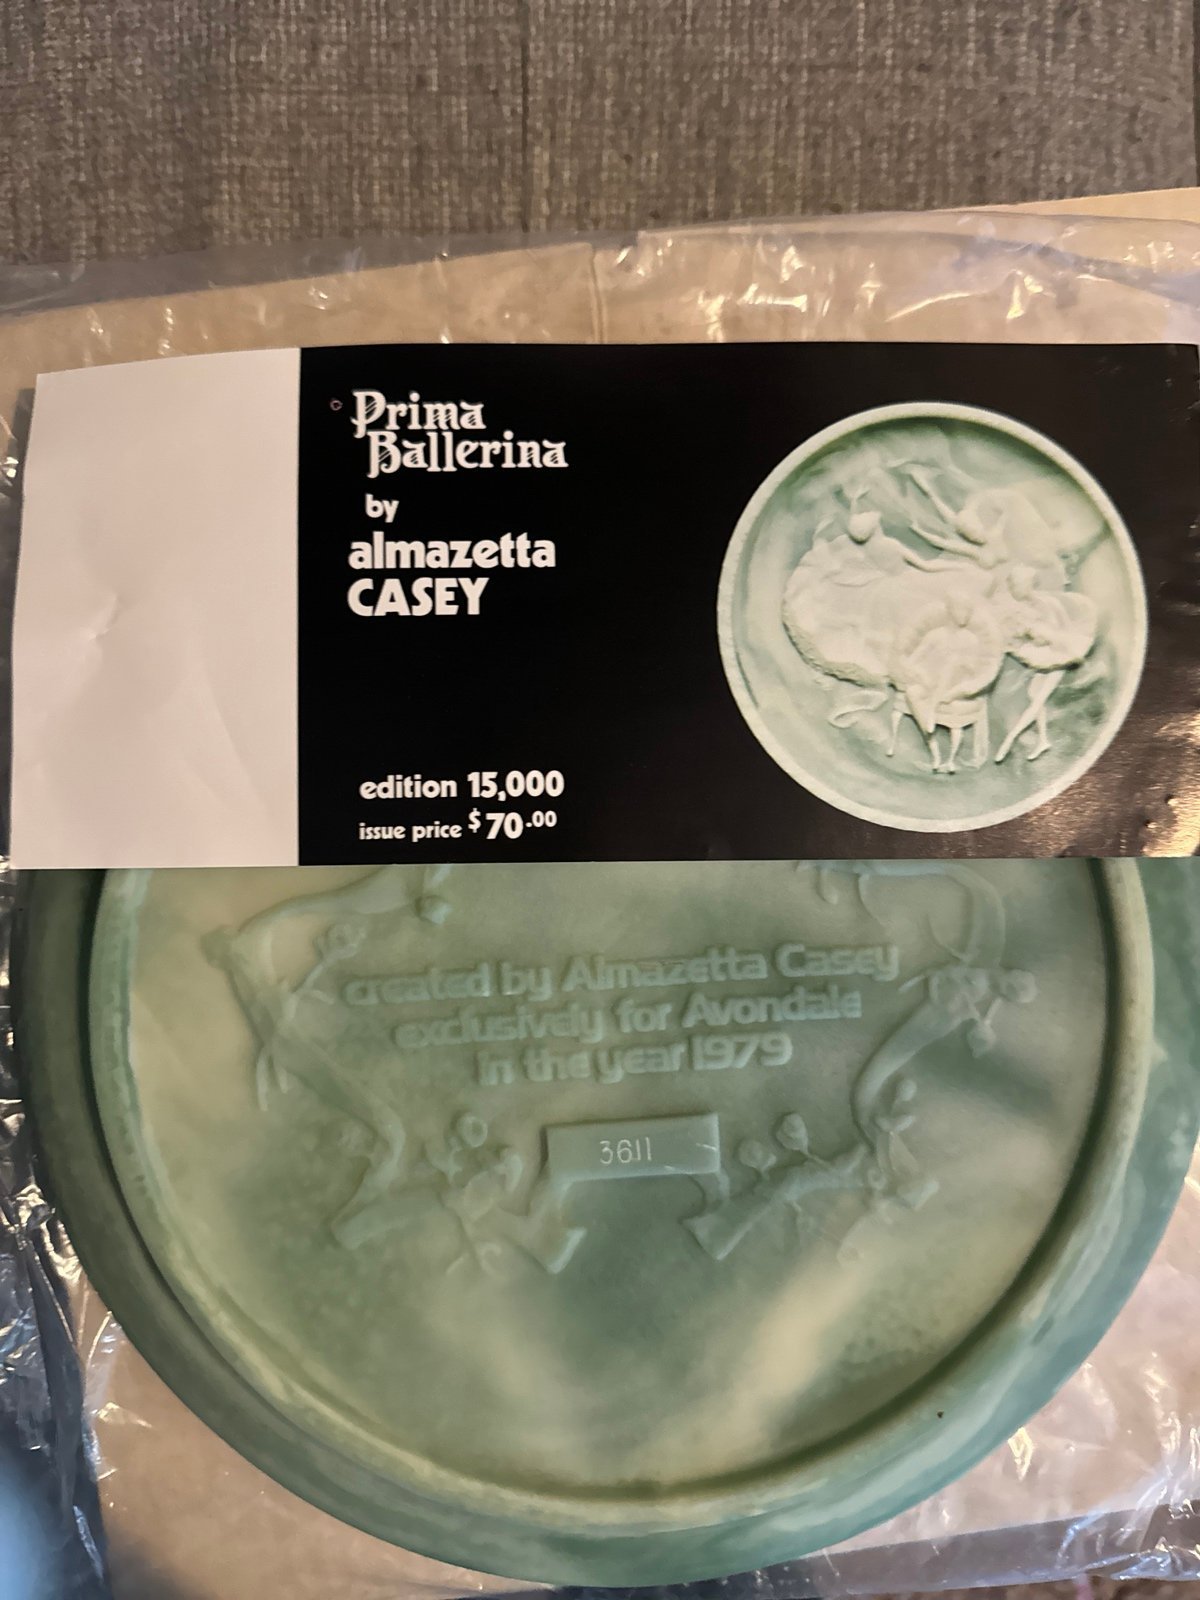 Prima
Ballerina
by
almazetta
CASEY
edition 15,000
issue price $70.00
created by Almazetta Casey
exclusively for Avondale
in the year 1979
3611